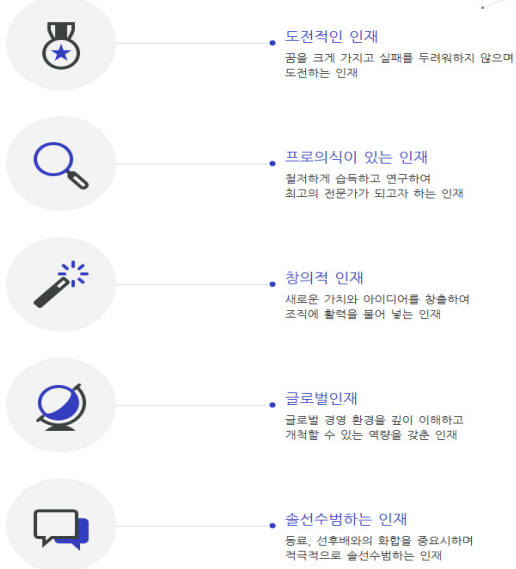 도전적인 인재
꿈을 크게 가지고 실패를 두려워하지 않으며
도전하는 인재
프로의식이 있는 인재
철저하게 습득하고 연구하여
최고의 전문가가 되고자 하는 인재
창의적 인재
새로운 가치와 아이디어를 창출하여
조직에 활력을 불어 넣는 인재
글로벌인재
글로벌 경영 환경을 깊이 이해하고
개척할 수 있는 역량을 갖춘 인재
솔선수범하는 인재
동료, 선후배와의 화합을 중요시하며
적극적으로 솔선수범하는 인재